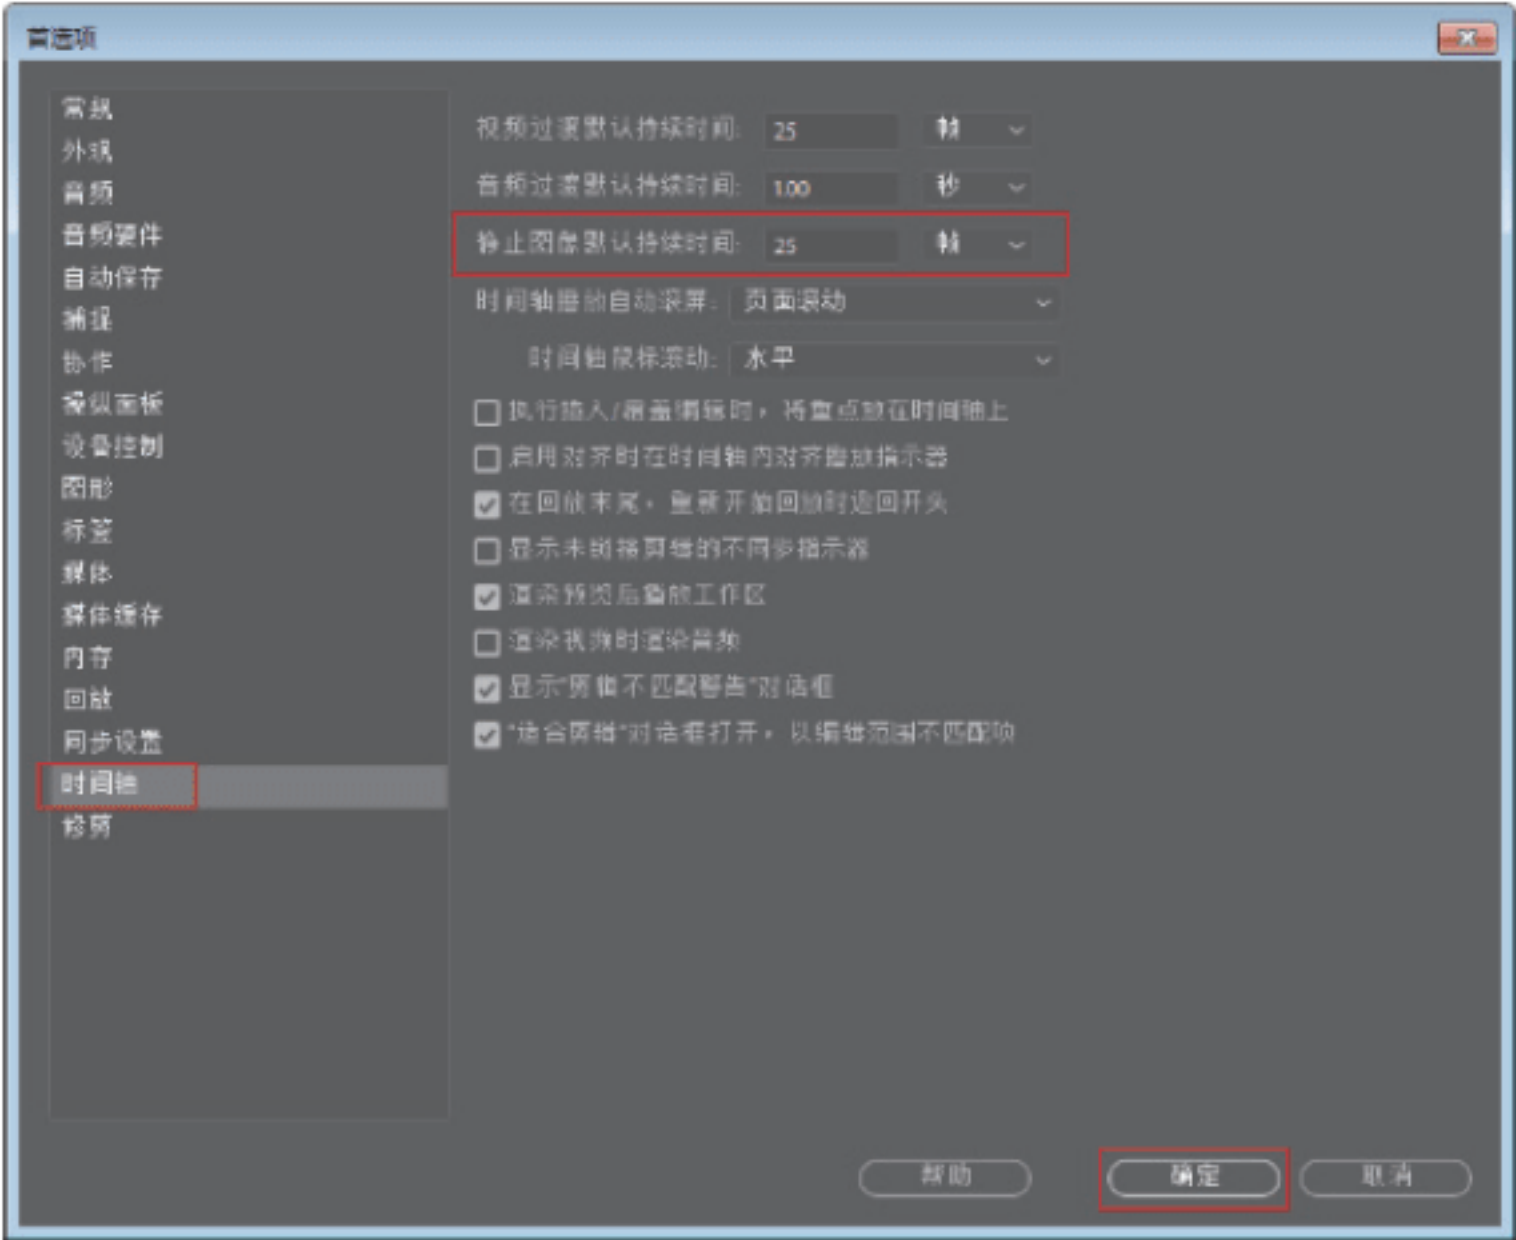 首选项
常规
外观
音频
音频硬件
自动保存
捕捉
协作
操纵面板
设备控制
图形
标签
媒体
媒体缓存
内存
回放
同步设置
时间轴
修剪
视频过渡默认持续时间: 25 帧
音频过渡默认持续时间: 1.00 秒
静止图像默认持续时间: 25 帧
时间轴播放自动滚屏: 页面滚动
时间轴鼠标滚动: 水平
执行插入/覆盖编辑时，将重点放在时间轴上
启用对齐时在时间轴内对齐播放指示器
在回放末尾，重新开始回放时返回开头
显示未链接剪辑的不同步指示器
渲染预览后播放工作区
渲染视频时渲染音频
显示“剪辑不匹配警告”对话框
“适合剪辑”对话框打开，以编辑范围不匹配项
帮助 确定 取消